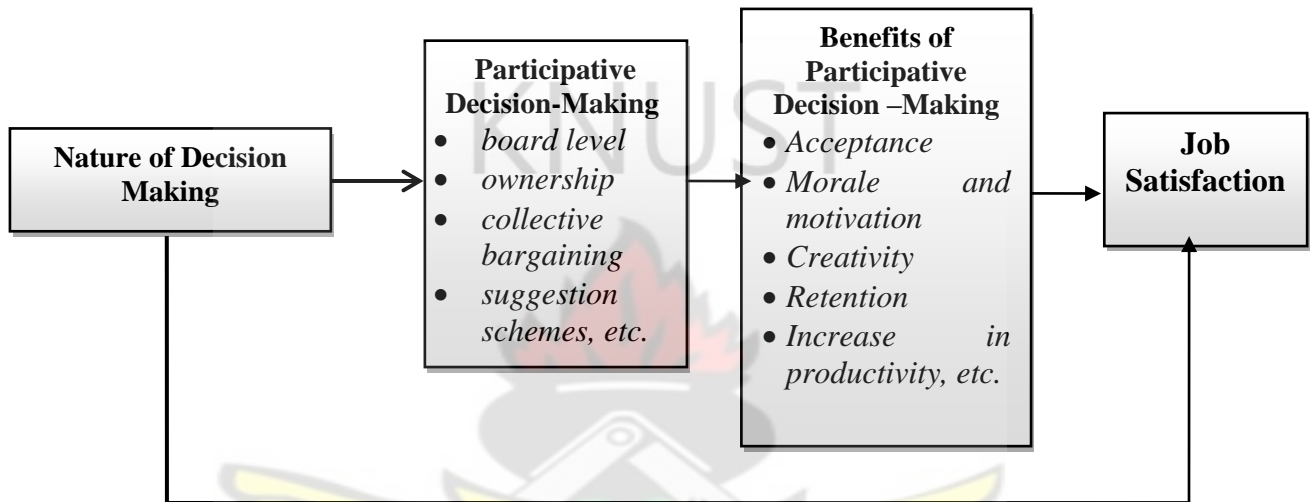 Nature of Decision
Making
Participative
Decision-Making
• board level
• ownership
• collective
bargaining
• suggestion
schemes, etc.
Benefits of
Participative
Decision –Making
• Acceptance
• Morale and
motivation
• Creativity
• Retention
• Increase in
productivity, etc.
Job
Satisfaction
KNUST